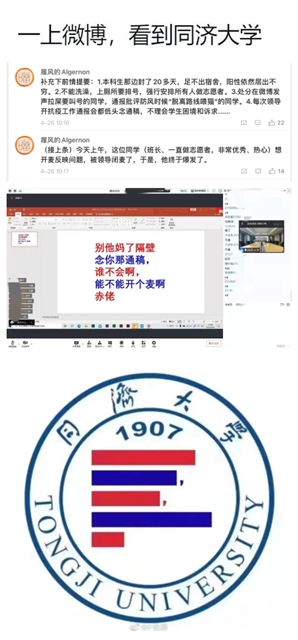 一上微博，看到同济大学
履风的 Algernon
补充下前情提要：1.本科生那边封了20多天，足不出宿舍，阳性依然层出不
穷。2.不能洗澡，上厕所要排号，强行安排所有人做志愿者。3.处分在微博发
声拉屎要叫号的同学，通报批评防风时候"脱离路线喂猫"的同学。4.每次领导
开抗疫工作通报会都低头念通稿，不理会学生困境和诉求......
4-26 19:16
22
履风的 Algernon
（接上条）今天上午，这位同学（班长、一直做志愿者，非常优秀、热心）想
开麦反映问题，被领导闭麦了，于是，他终于爆发了。
4-26 19:17
14
别他妈了隔壁
念你那通稿，
谁不会啊，
能不能开个麦啊
赤佬
同濟大学
1907
，
，
TONGJI UNIVERSITY